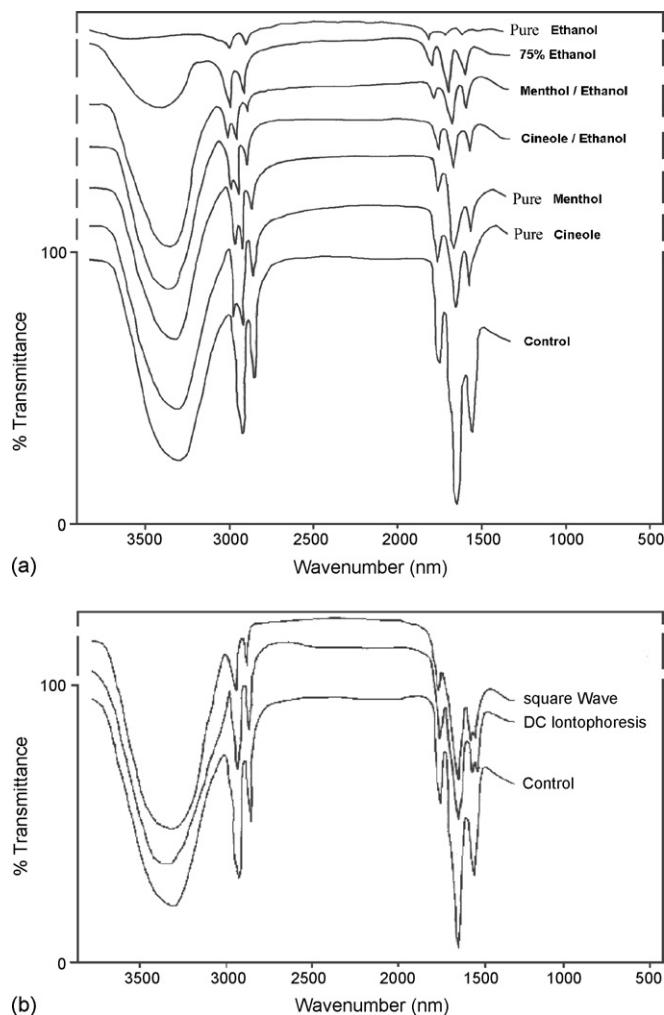 Pure Ethanol
75% Ethanol
Menthol / Ethanol
Cineole / Ethanol
Pure Menthol
Pure Cineole
100
Control
% Transmittance
0
3500 3000 2500 2000 1500 1000 500
(a)
Wavenumber (nm)
100
square Wave
DC Iontophoresis
Control
% Transmittance
0
3500 3000 2500 2000 1500 1000 500
(b)
Wavenumber (nm)